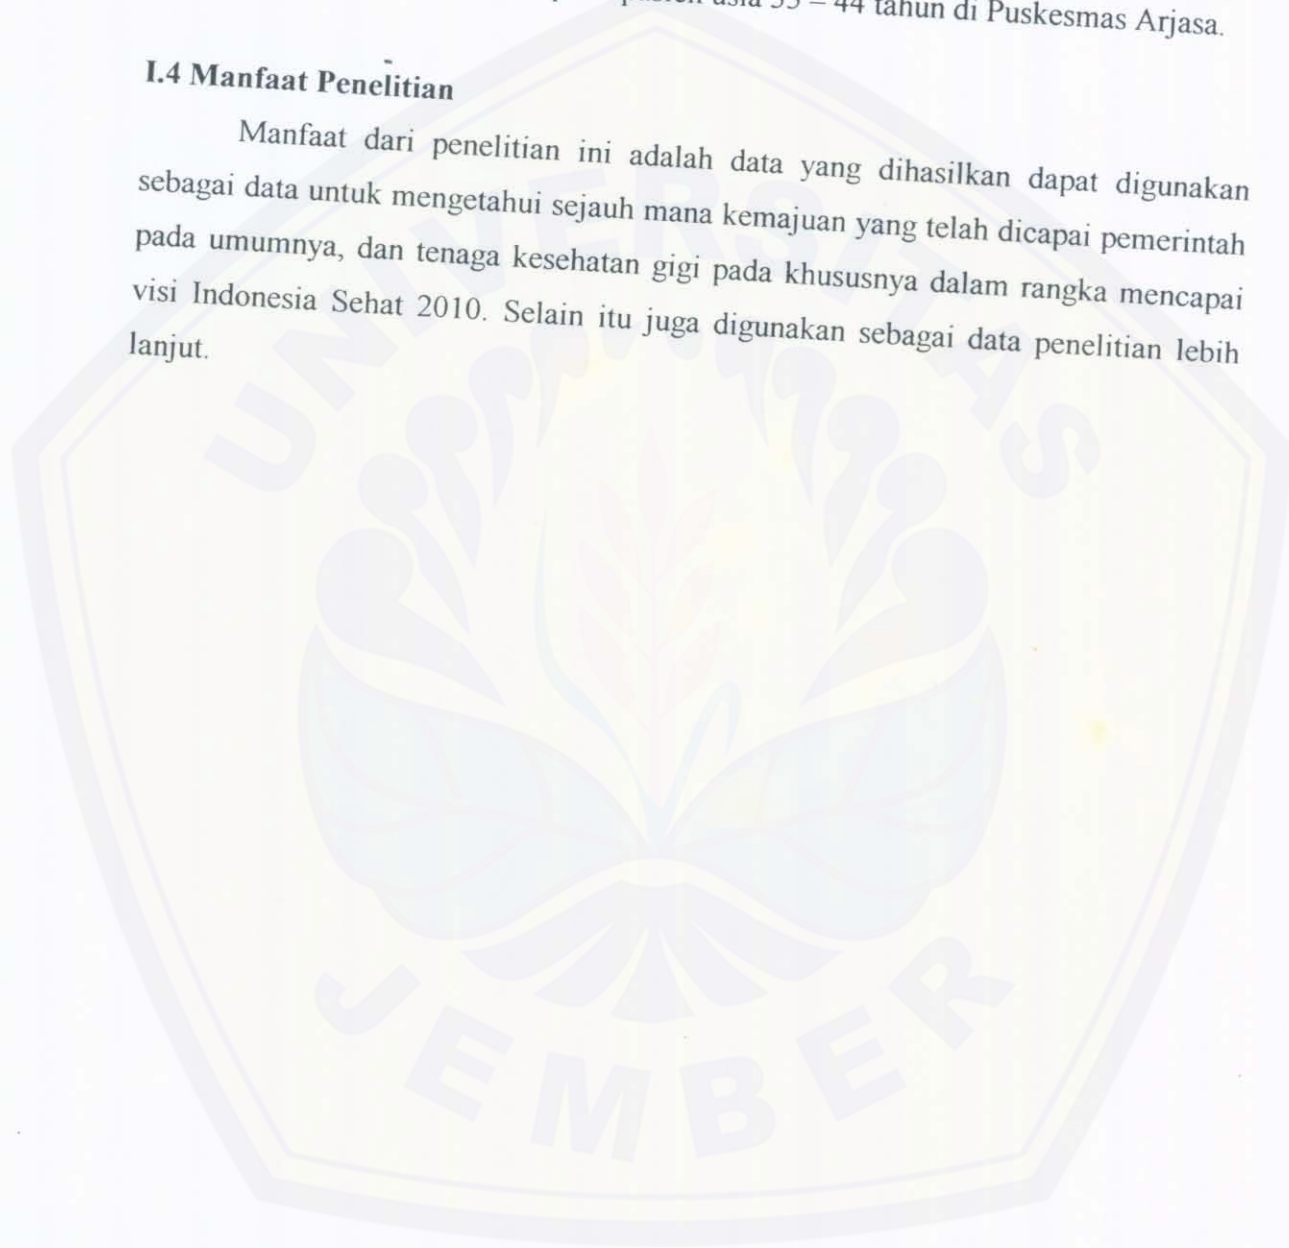 44 tahun di Puskesmas Arjasa.
I.4 Manfaat Penelitian
Manfaat dari penelitian ini adalah data yang dihasilkan dapat digunakan
sebagai data untuk mengetahui sejauh mana kemajuan yang telah dicapai pemerintah
pada umumnya, dan tenaga kesehatan gigi pada khususnya dalam rangka mencapai
visi Indonesia Sehat 2010. Selain itu juga digunakan sebagai data penelitian lebih
lanjut.
UNIVERSITAS
JEMBER